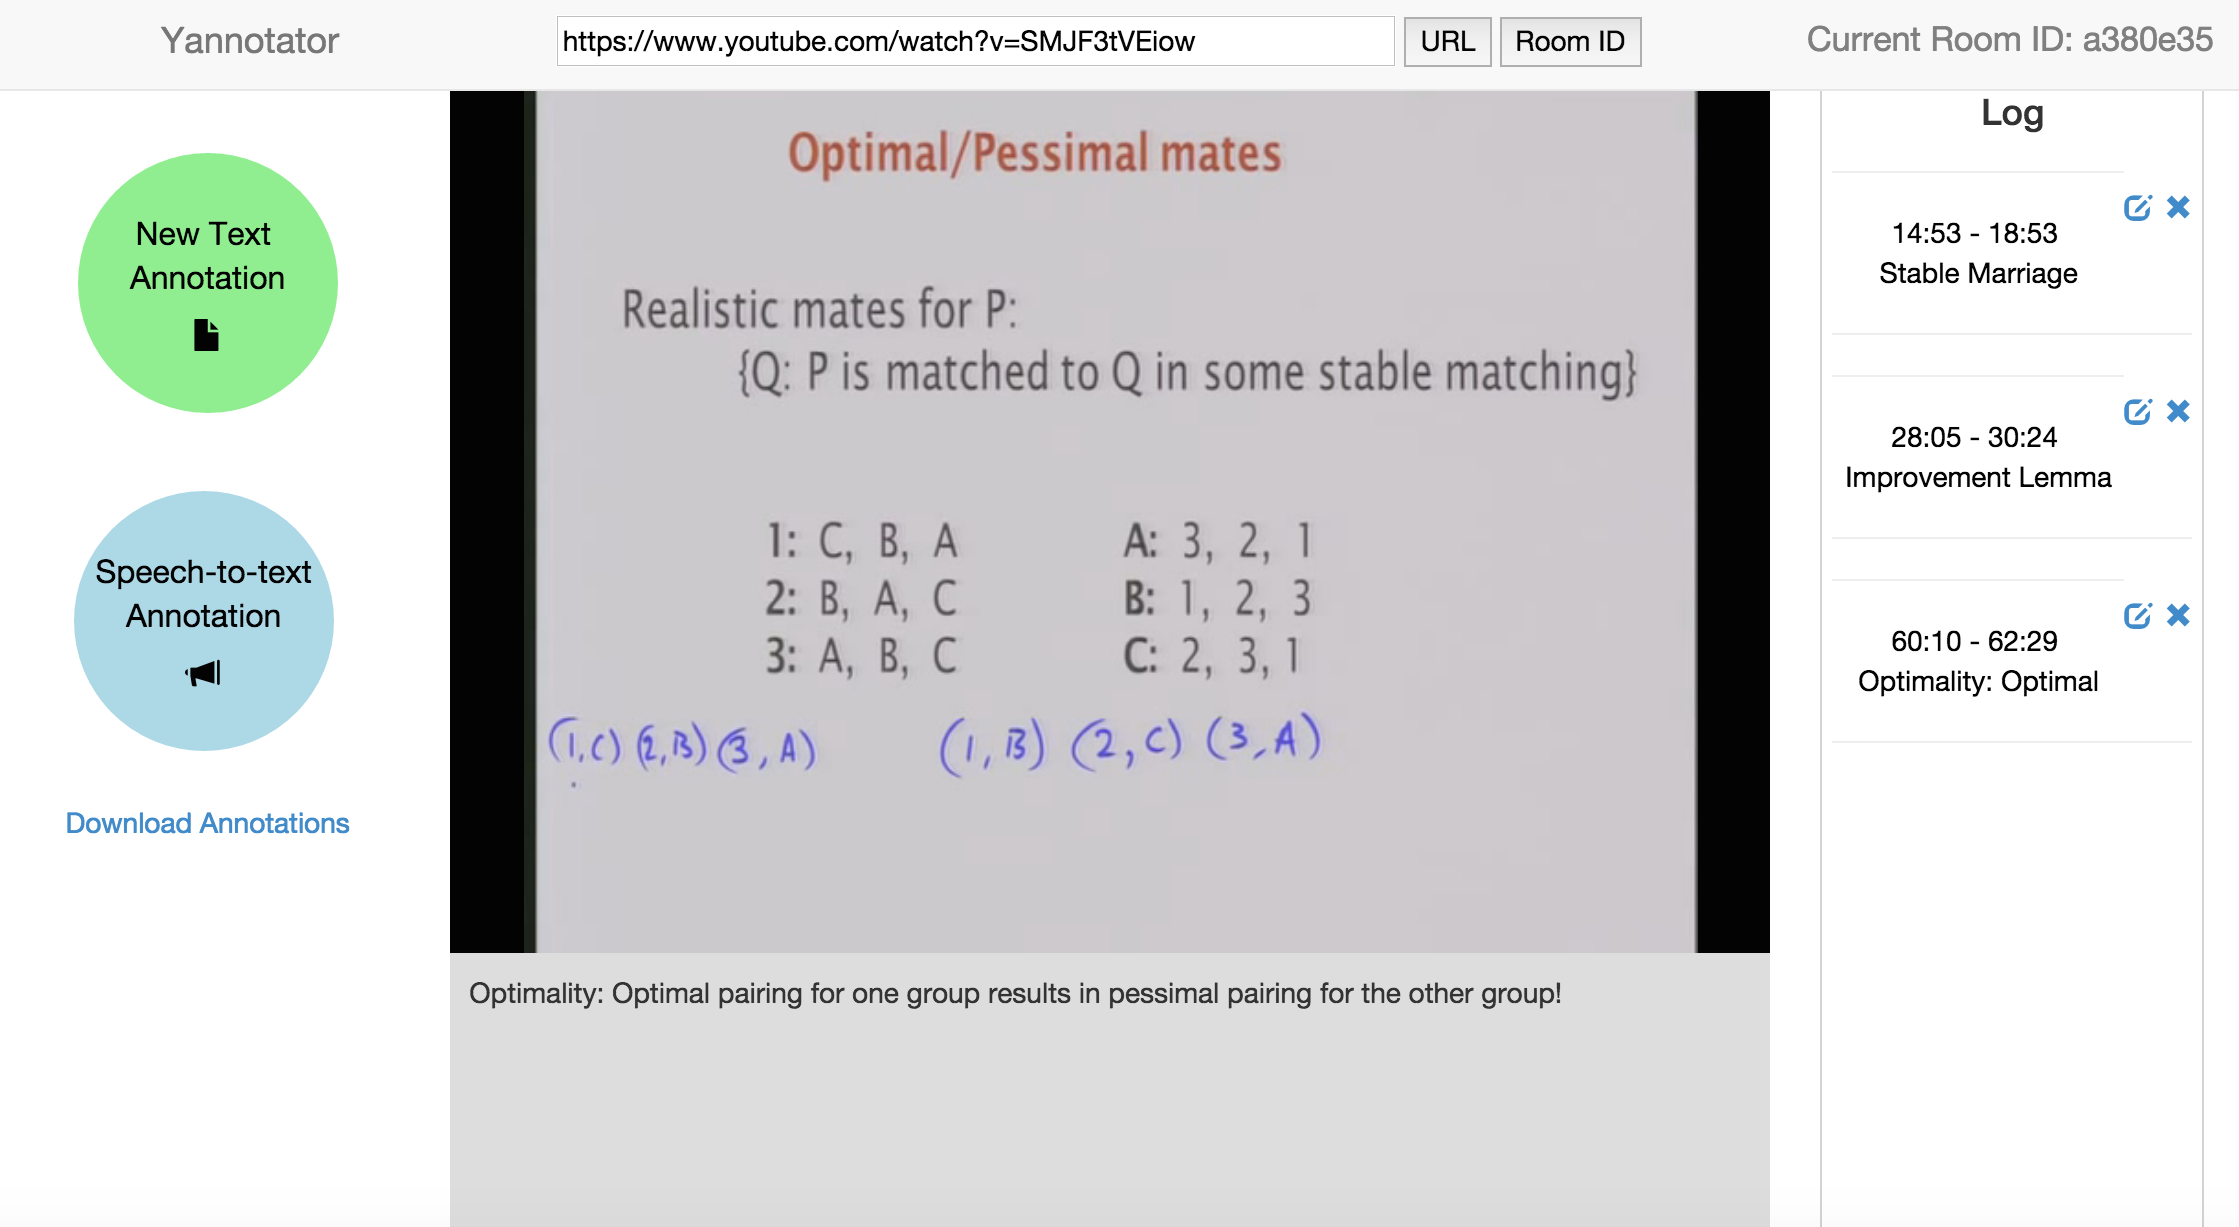 Yannotator
https://www.youtube.com/watch?v=SMJF3tVEiow
URL
Room ID
Current Room ID: a380e35
New Text
Annotation
Speech-to-text
Annotation
Download Annotations
Optimal/Pessimal mates
Realistic mates for P:
{Q: P is matched to Q in some stable matching}
1: C, B, A
A: 3, 2, 1
2: B, A, C
B: 1, 2, 3
3: A, B, C
C: 2, 3, 1
(1,C) (2,B) (3,A)
(1,B) (2,C) (3,A)
Optimality: Optimal pairing for one group results in pessimal pairing for the other group!
Log
14:53 - 18:53
Stable Marriage
28:05 - 30:24
Improvement Lemma
60:10 - 62:29
Optimality: Optimal